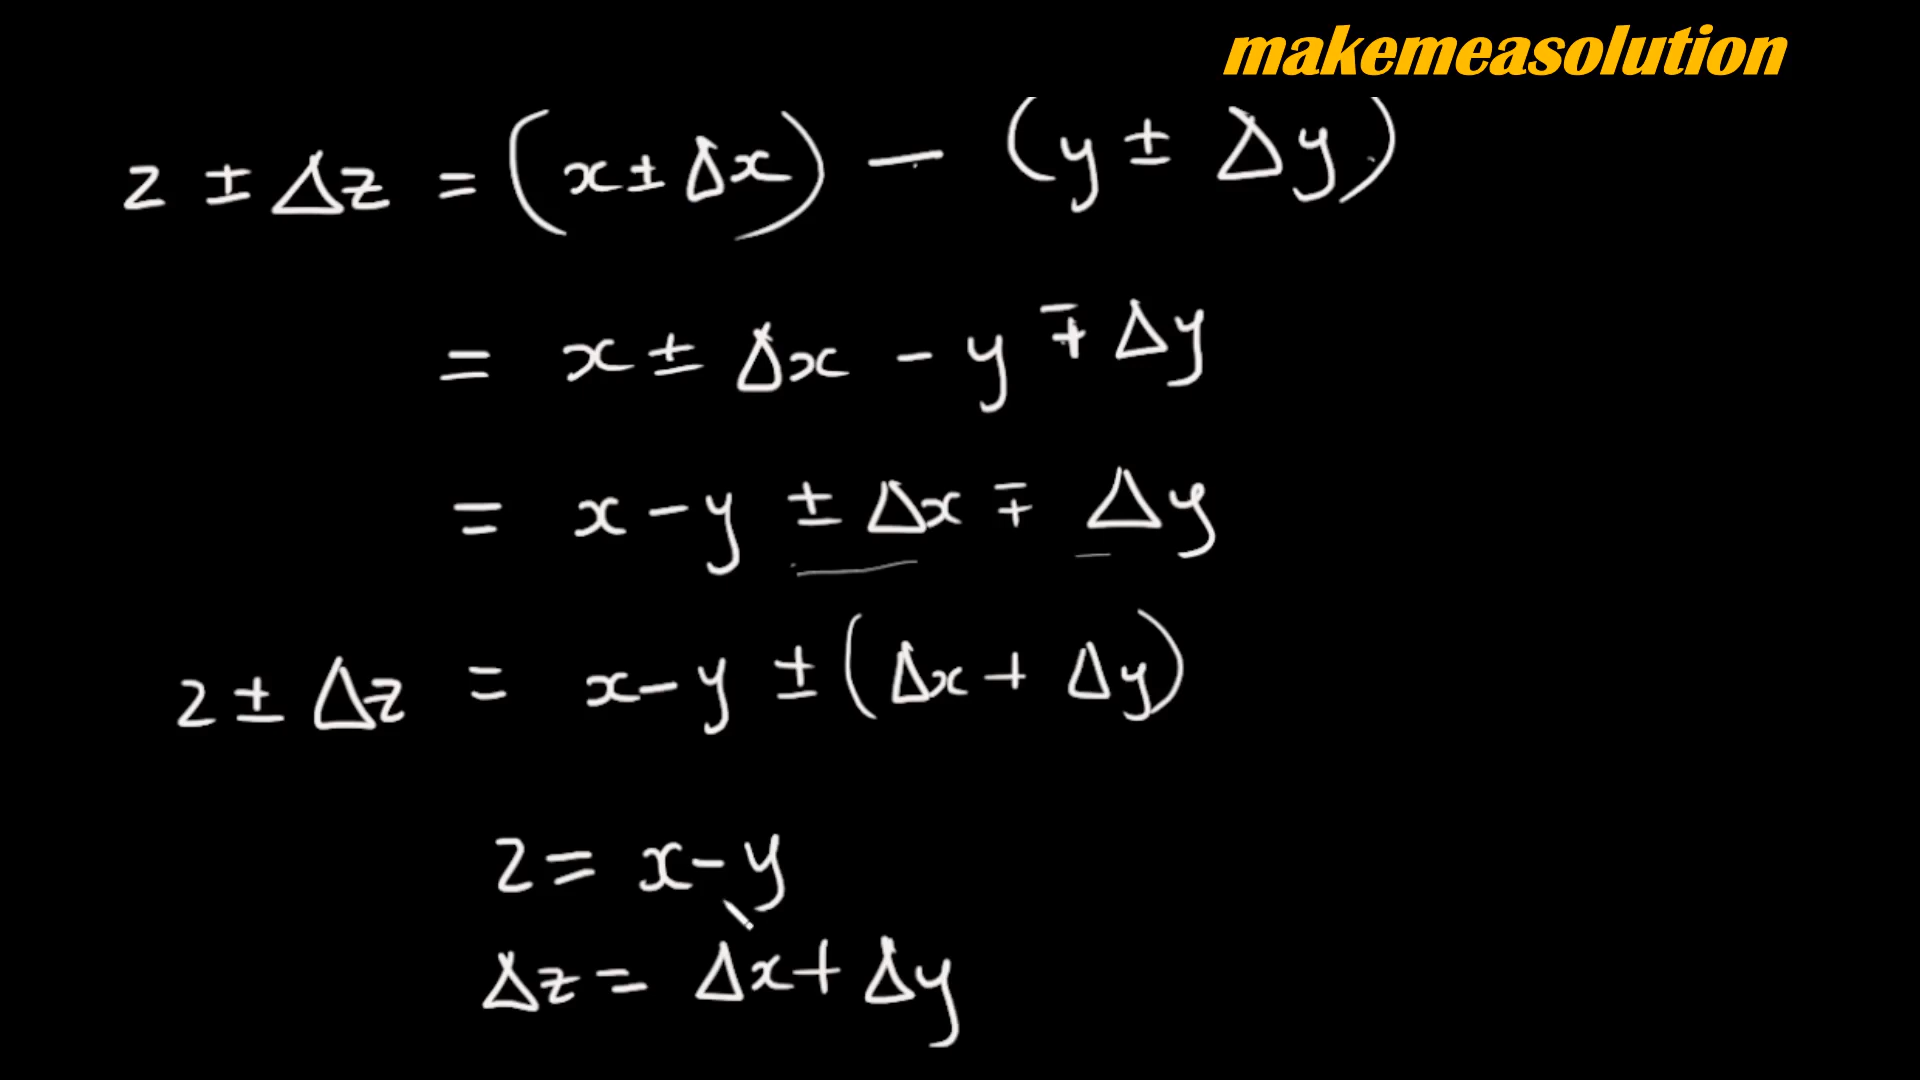 makemeasolution
z ± Δz = (x ± Δx) — (y ± Δy)
= x ± Δx - y ∓ Δy
= x - y ± Δx ∓ Δy
z ± Δz = x - y ± (Δx + Δy)
z = x - y
Δz = Δx + Δy